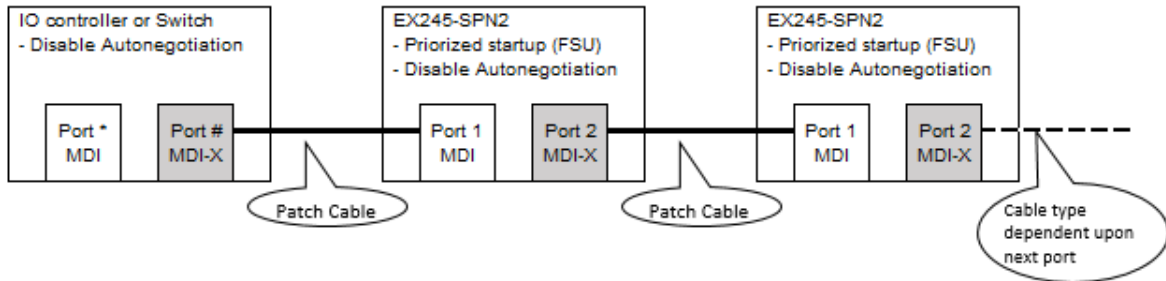 IO controller or Switch
- Disable Autonegotiation
EX245-SPN2
- Priorized startup (FSU)
- Disable Autonegotiation
EX245-SPN2
- Priorized startup (FSU)
- Disable Autonegotiation
Port *
MDI
Port #
MDI-X
Port 1
MDI
Port 2
MDI-X
Port 1
MDI
Port 2
MDI-X
Patch Cable
Patch Cable
Cable type
dependent upon
next port